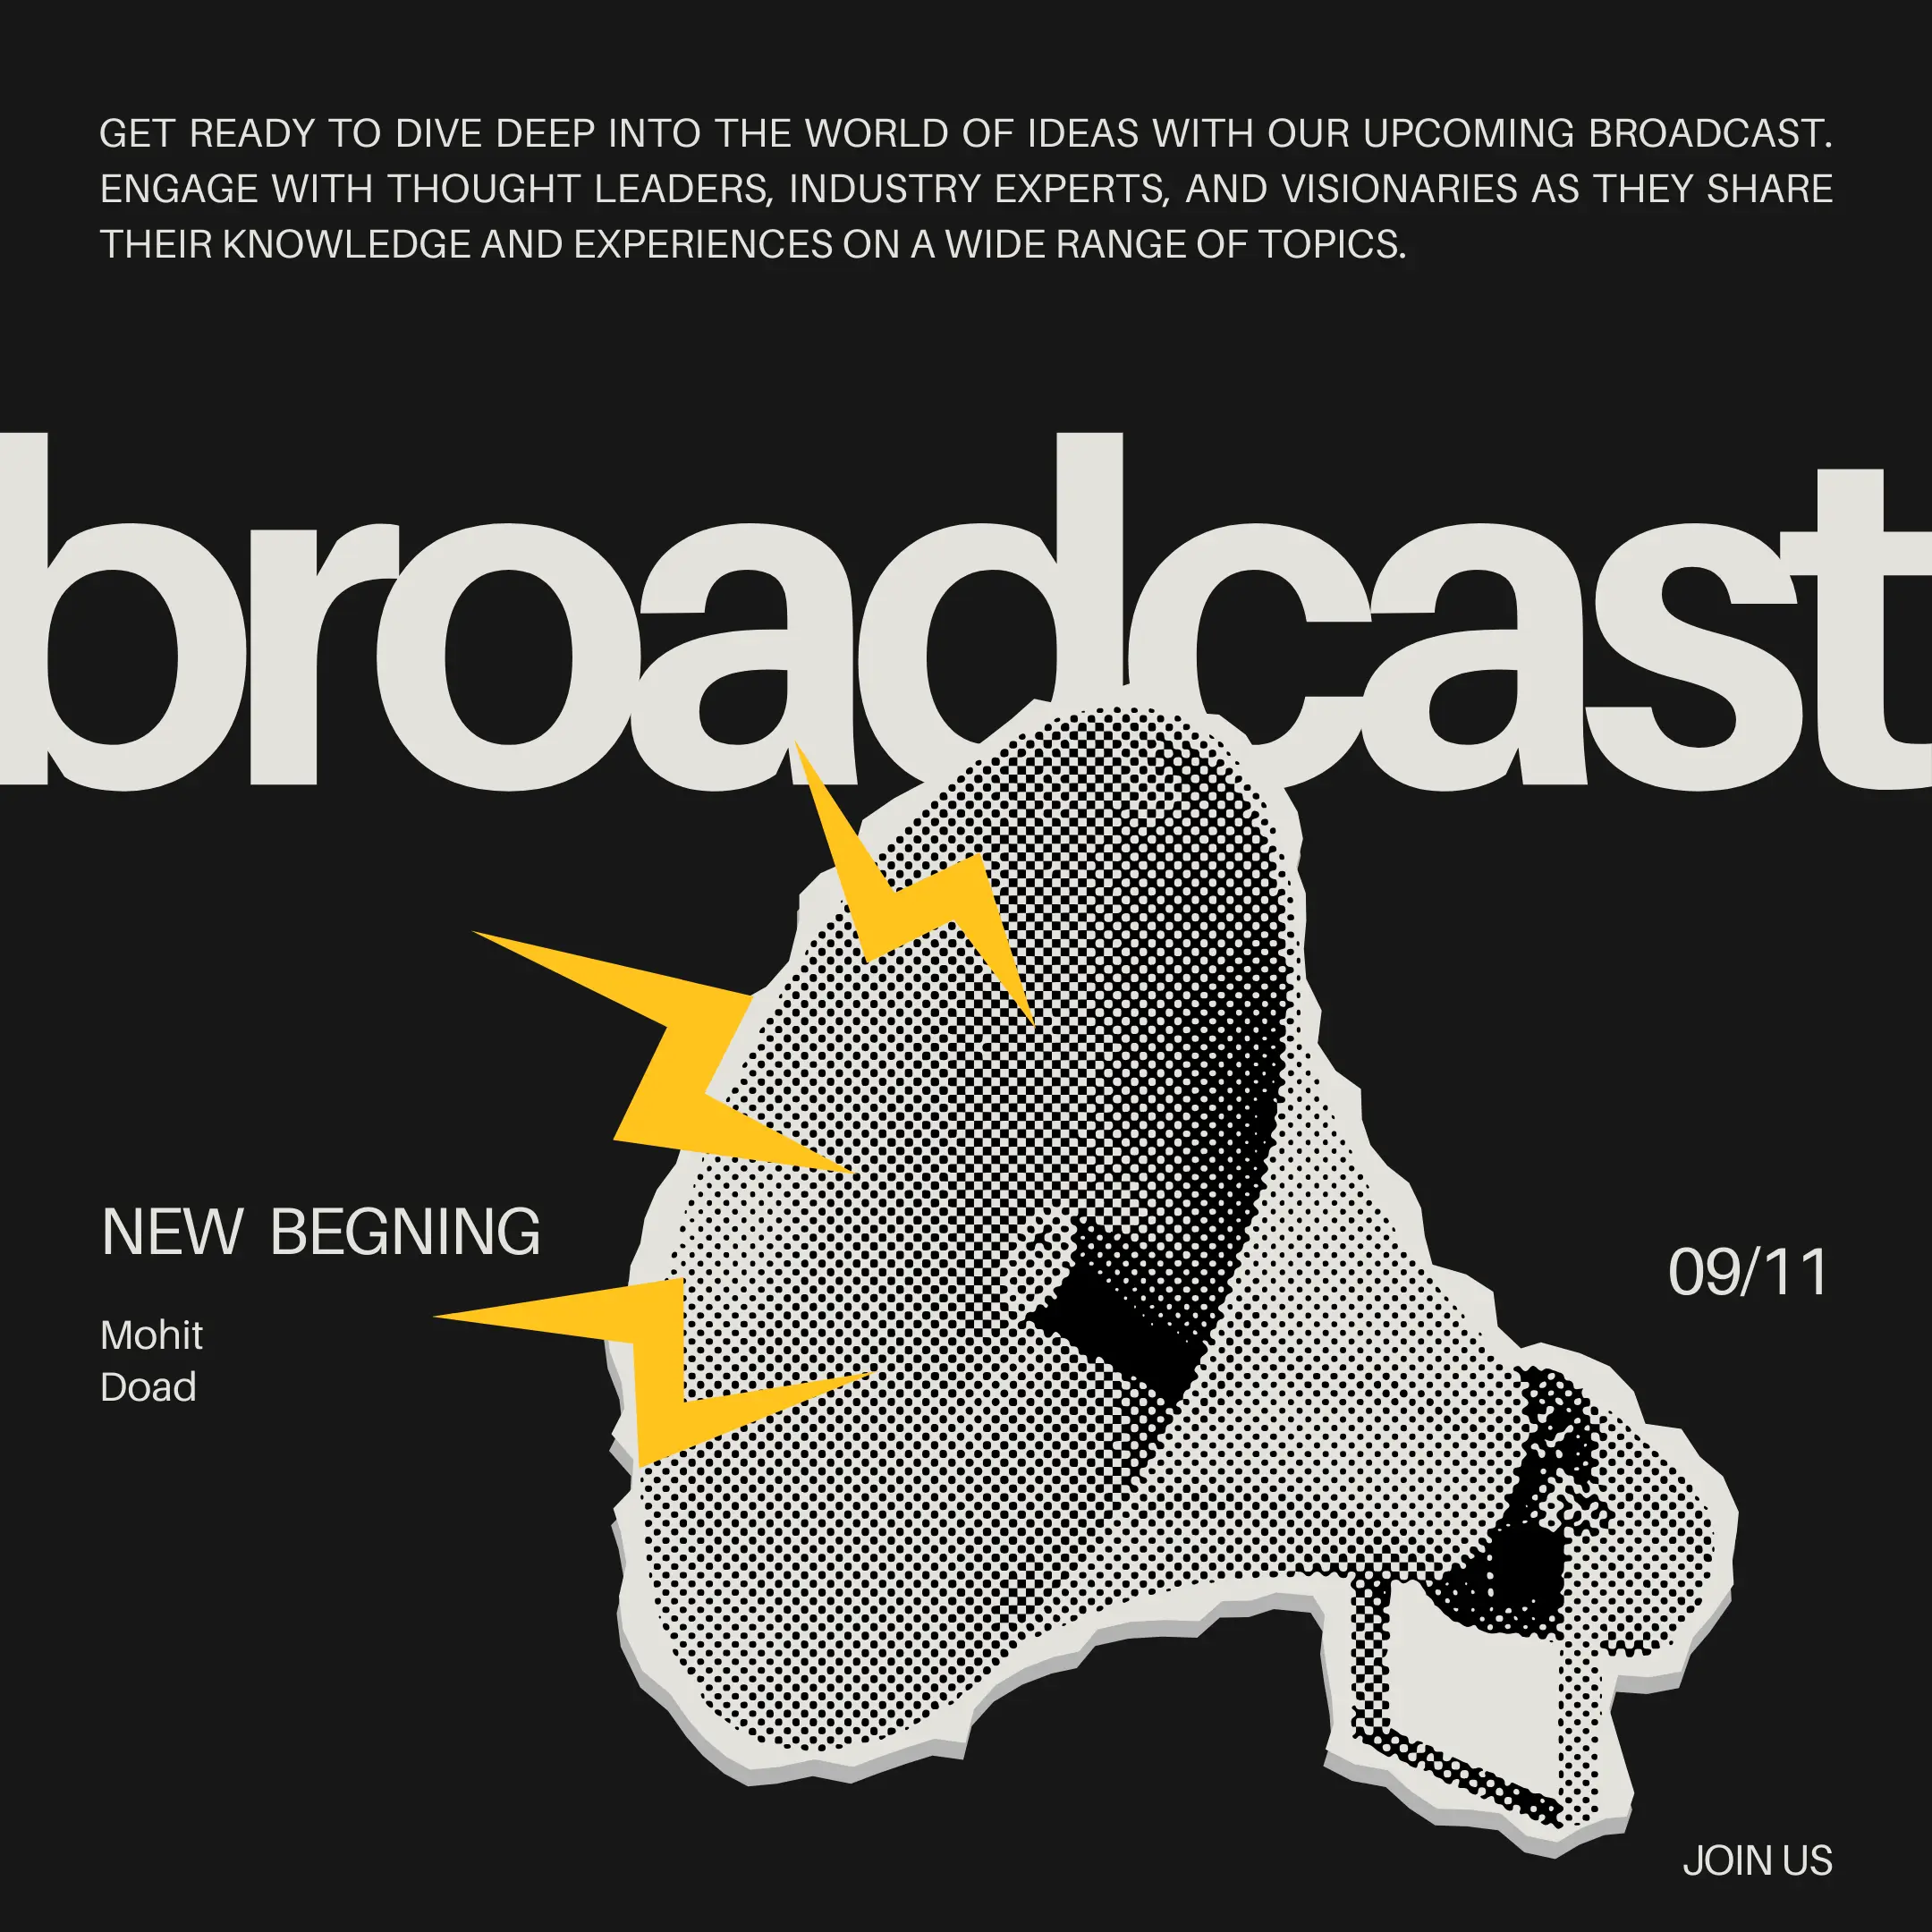 GET READY TO DIVE DEEP INTO THE WORLD OF IDEAS WITH OUR UPCOMING BROADCAST.
ENGAGE WITH THOUGHT LEADERS, INDUSTRY EXPERTS, AND VISIONARIES AS THEY SHARE
THEIR KNOWLEDGE AND EXPERIENCES ON A WIDE RANGE OF TOPICS.
broadcast
NEW BEGNING
09/11
Mohit
Doad
JOIN US